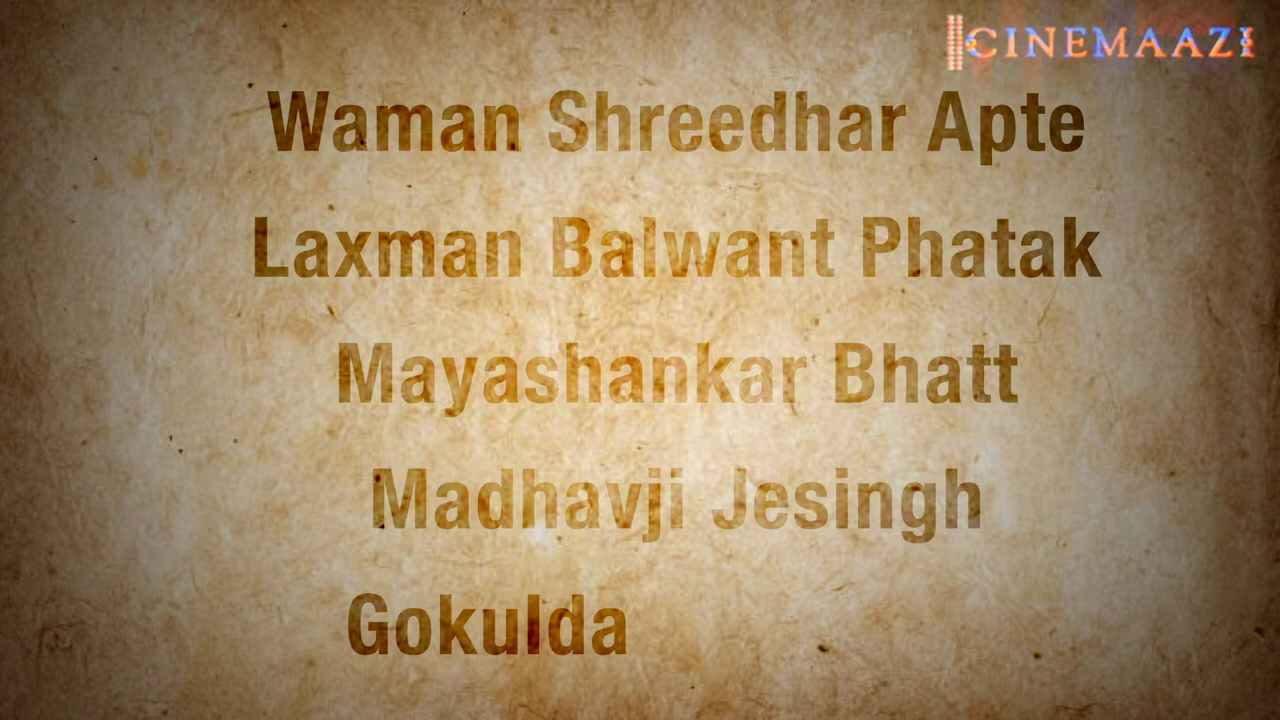 CINEMAAZI
Waman Shreedhar Apte
Laxman Balwant Phatak
Mayashankar Bhatt
Madhavji Jesingh
Gokulda